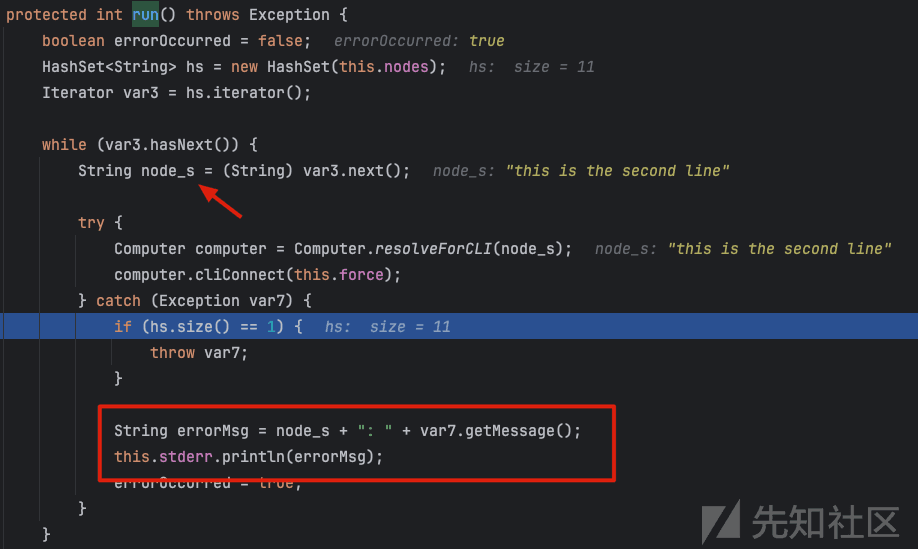 protected int run() throws Exception {
    boolean errorOccurred = false;   errorOccurred: true
    HashSet<String> hs = new HashSet(this.nodes);   hs:  size = 11
    Iterator var3 = hs.iterator();
    while (var3.hasNext()) {
        String node_s = (String) var3.next();   node_s: "this is the second line"
        try {
            Computer computer = Computer.resolveForCLI(node_s);   node_s: "this is the second line"
            computer.cliConnect(this.force);
        } catch (Exception var7) {
            if (hs.size() == 1) {   hs:  size = 11
                throw var7;
            }
            String errorMsg = node_s + ": " + var7.getMessage();
            this.stderr.println(errorMsg);
            errorOccurred = true;
        }
    }
先知社区